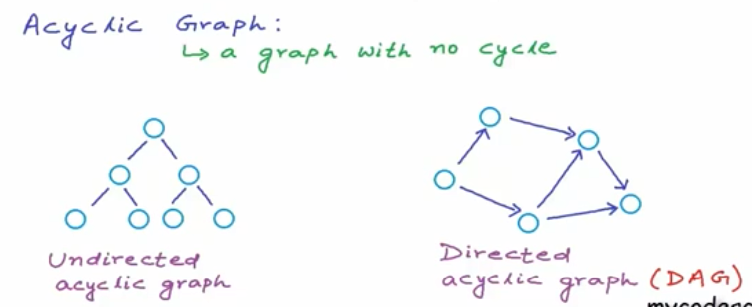 Acyclic Graph:
↳ a graph with no cycle
Undirected
acyclic graph
Directed
acyclic graph (DAG)